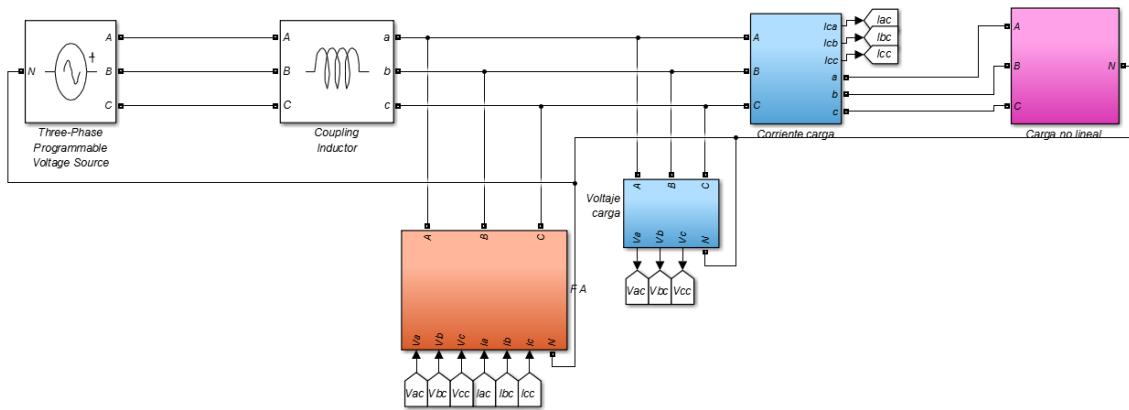 N
A
B
C
Three-Phase
Programmable
Voltage Source
A
B
C
a
b
c
Coupling
Inductor
A
B
C
Ica
Icb
Icc
a
b
c
Corriente carga
Iac
Ibc
Icc
A
B
C
N
Carga no lineal
Voltaje
carga
A
B
C
Va
Vb
Vc
N
Vac
Vbc
Vcc
A
B
C
F A
Va
Vb
Vc
Ia
Ib
Ic
N
Vac
Vbc
Vcc
Iac
Ibc
Icc